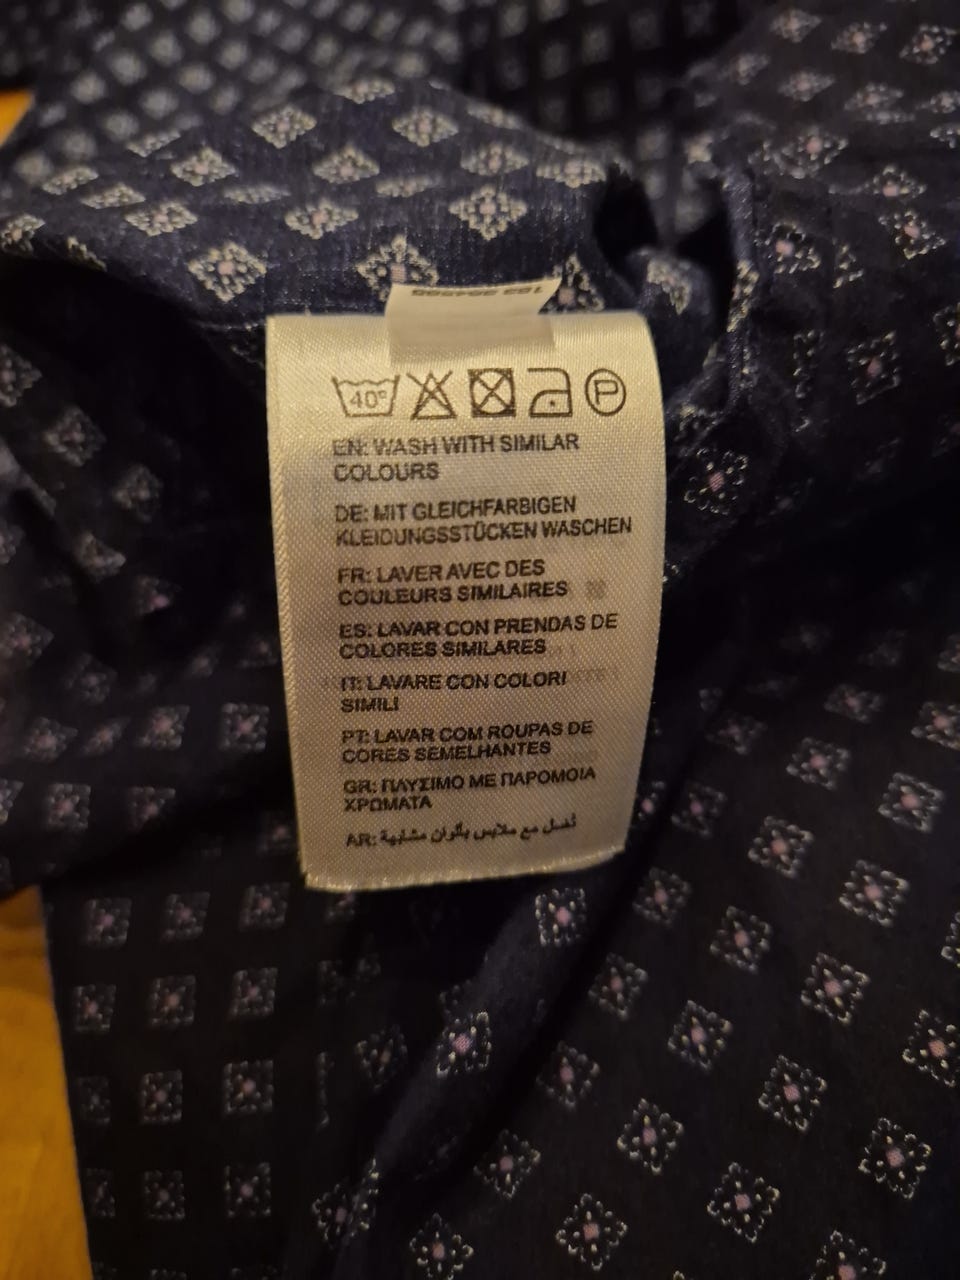 40°
P
EN: WASH WITH SIMILAR
COLOURS
DE: MIT GLEICHFARBIGEN
KLEIDUNGSSTÜCKEN WASCHEN
FR: LAVER AVEC DES
COULEURS SIMILAIRES
ES: LAVAR CON PRENDAS DE
COLORES SIMILARES
IT: LAVARE CON COLORI
SIMILI
PT: LAVAR COM ROUPAS DE
CORES SEMELHANTES
GR: ΠΛΥΣΙΜΟ ΜΕ ΠΑΡΟΜΟΙΑ
ΧΡΩΜΑΤΑ
AR: تغسل مع ملابس بألوان مشابهة